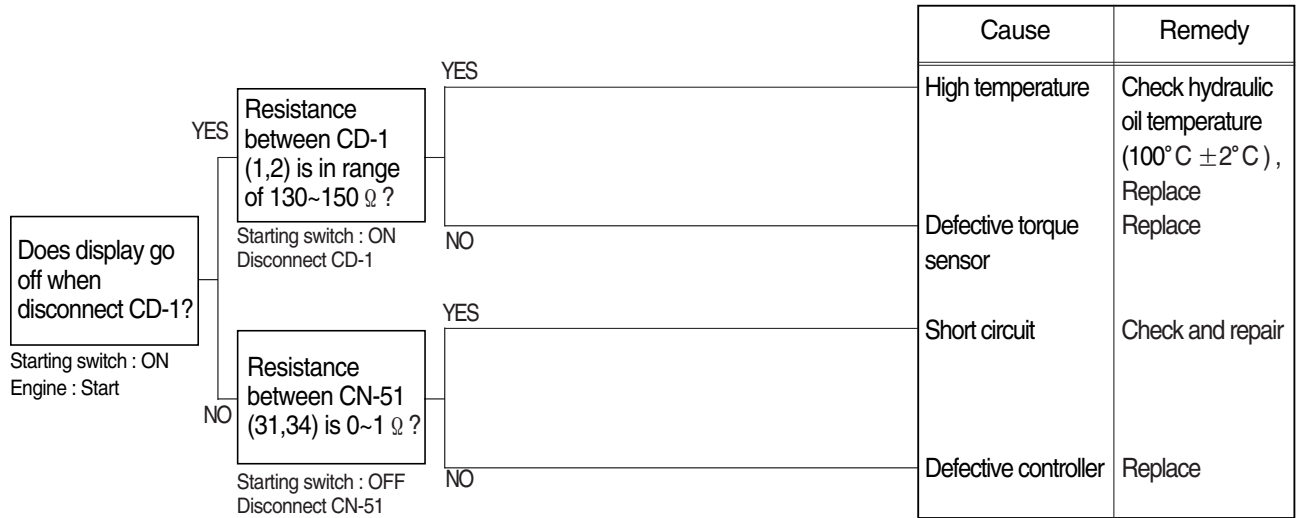 Does display go
off when
disconnect CD-1?
Starting switch : ON
Engine : Start
YES
Resistance
between CD-1
(1,2) is in range
of 130~150 Ω ?
Starting switch : ON
Disconnect CD-1
NO
Resistance
between CN-51
(31,34) is 0~1 Ω ?
Starting switch : OFF
Disconnect CN-51
YES
NO
YES
NO
Cause
Remedy
High temperature
Check hydraulic
oil temperature
(100°C ±2°C) ,
Replace
Defective torque
sensor
Replace
Short circuit
Check and repair
Defective controller
Replace